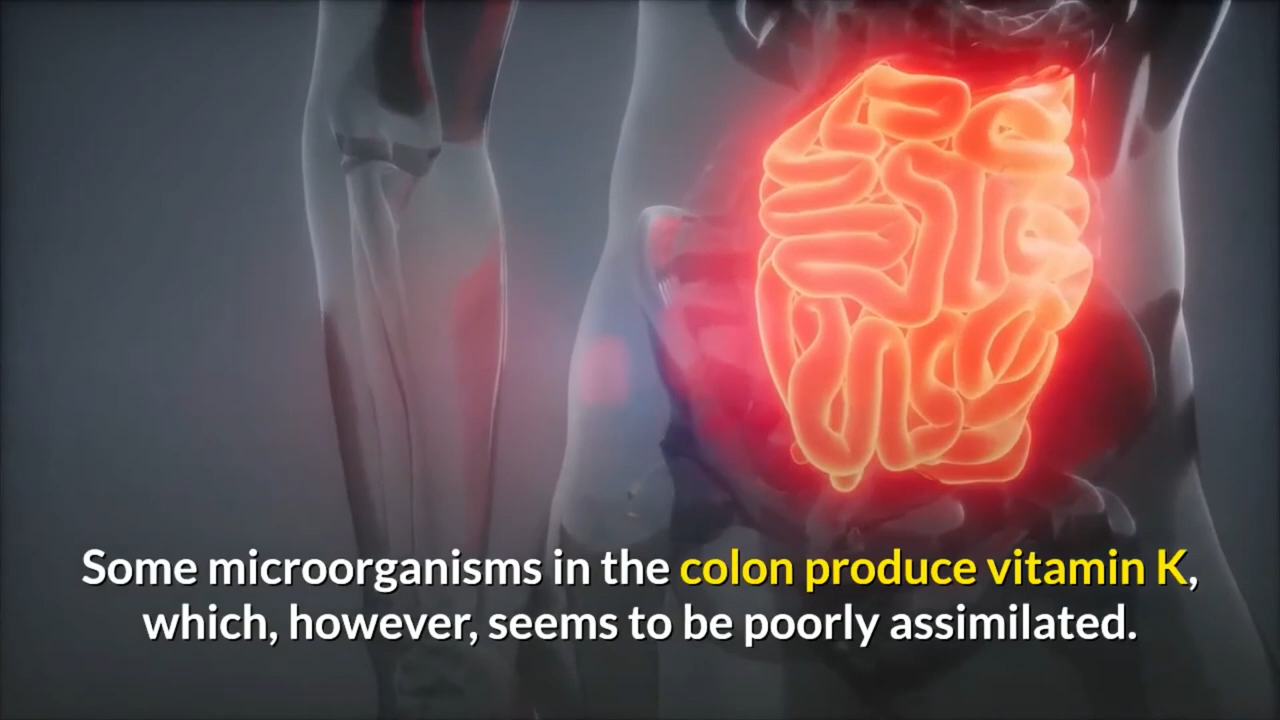 Some microorganisms in the colon produce vitamin K,
which, however, seems to be poorly assimilated.